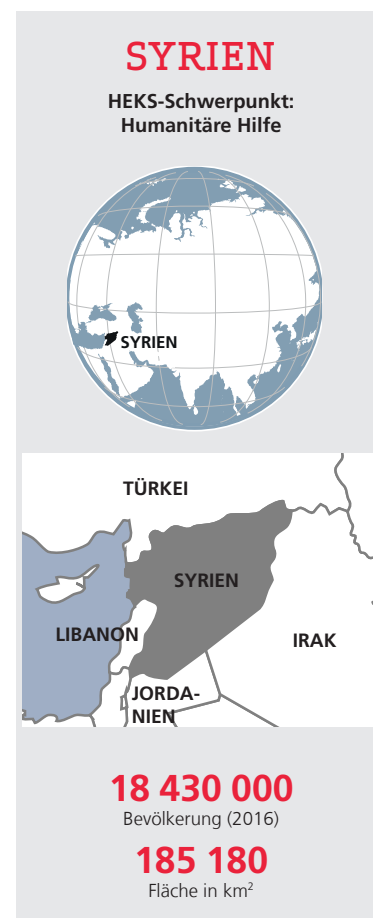 SYRIEN
HEKS-Schwerpunkt:
Humanitäre Hilfe
SYRIEN
TÜRKEI
SYRIEN
LIBANON
IRAK
JORDA-
NIEN
18 430 000
Bevölkerung (2016)
185 180
Fläche in km²